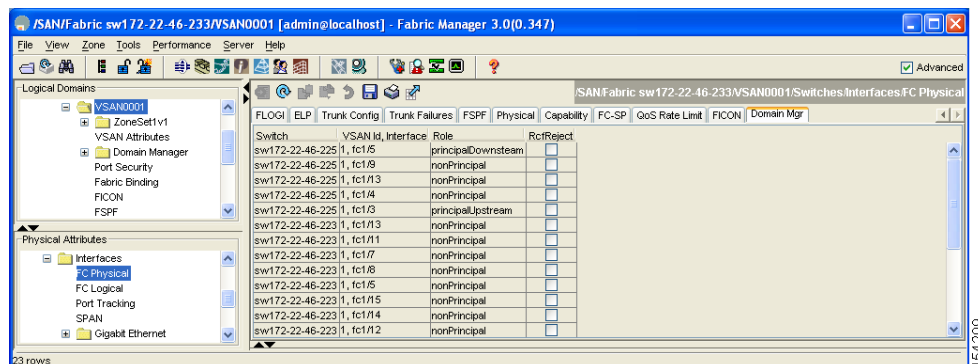 /SAN/Fabric sw172-22-46-233/VSAN0001 [admin@localhost] - Fabric Manager 3.0(0.347)
File View Zone Tools Performance Server Help
Advanced
Logical Domains
VSAN0001
ZoneSet1v1
VSAN Attributes
Domain Manager
Port Security
Fabric Binding
FICON
FSPF
Physical Attributes
Interfaces
FC Physical
FC Logical
Port Tracking
SPAN
Gigabit Ethernet
/SAN/Fabric sw172-22-46-233/VSAN0001/Switches/Interfaces/FC Physical
FLOGI ELP Trunk Config Trunk Failures FSPF Physical Capability FC-SP QoS Rate Limit FICON Domain Mgr
Switch VSAN Id, Interface Role RcfReject
sw172-22-46-225 1, fc1/5 principalDownsteam
sw172-22-46-225 1, fc1/9 nonPrincipal
sw172-22-46-225 1, fc1/13 nonPrincipal
sw172-22-46-225 1, fc1/4 nonPrincipal
sw172-22-46-225 1, fc1/3 principalUpstream
sw172-22-46-223 1, fc1/13 nonPrincipal
sw172-22-46-223 1, fc1/11 nonPrincipal
sw172-22-46-223 1, fc1/7 nonPrincipal
sw172-22-46-223 1, fc1/8 nonPrincipal
sw172-22-46-223 1, fc1/5 nonPrincipal
sw172-22-46-223 1, fc1/15 nonPrincipal
sw172-22-46-223 1, fc1/14 nonPrincipal
sw172-22-46-223 1, fc1/12 nonPrincipal
23 rows